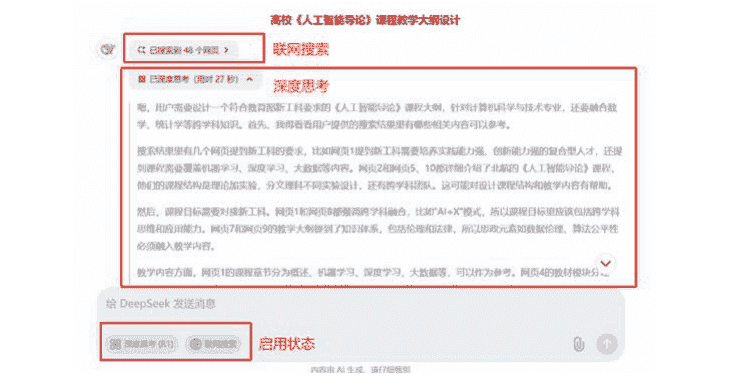 高校《人工智能导论》课程教学大纲设计
已搜索到 48 个网页 >
联网搜索
已深度思考（用时 27 秒）
深度思考
嗯，用户需要设计一个符合教育部新工科要求的《人工智能导论》课程大纲，针对计算机科学与技术专业，还要融合数
学、统计学等跨学科知识。首先，我得看看用户提供的搜索结果里有哪些相关内容可以参考。
搜索结果里有几个网页提到新工科的要求，比如网页1提到新工科需要培养实践能力强、创新能力强的复合型人才，还提
到课程需要覆盖机器学习、深度学习、大数据等内容。网页2和网页5、10都详细介绍了北航的《人工智能导论》课程，
他们的课程结构是理论加实验，分文理科不同实验设计，还有跨学科团队。这可能对设计课程结构和教学内容有帮助。
然后，课程目标需要对接新工科。网页1和网页8都强调跨学科融合，比如"AI+X"模式，所以课程目标里应该包括跨学科
思维和应用能力。网页7和网页9的教学大纲提到了知识体系，包括伦理和法律，所以思政元素如数据伦理、算法公平性
必须融入教学内容。
教学内容方面，网页1的课程章节分为概述、机器学习、深度学习、大数据等，可以作为参考。网页4的教材模块分
给 DeepSeek 发送消息
深度思考 (R1)
联网搜索
启用状态
内容由 AI 生成，请仔细甄别